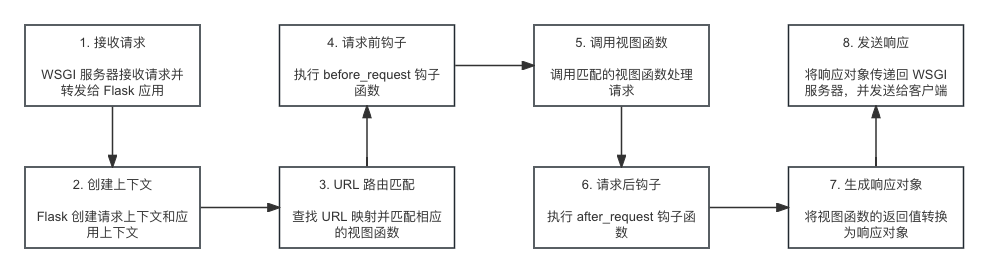 1. 接收请求
WSGI 服务器接收请求并
转发给 Flask 应用
2. 创建上下文
Flask 创建请求上下文和应
用上下文
3. URL 路由匹配
查找 URL 映射并匹配相应
的视图函数
4. 请求前钩子
执行 before_request 钩子
函数
5. 调用视图函数
调用匹配的视图函数处理
请求
6. 请求后钩子
执行 after_request 钩子函
数
7. 生成响应对象
将视图函数的返回值转换
为响应对象
8. 发送响应
将响应对象传递回 WSGI
服务器，并发送给客户端